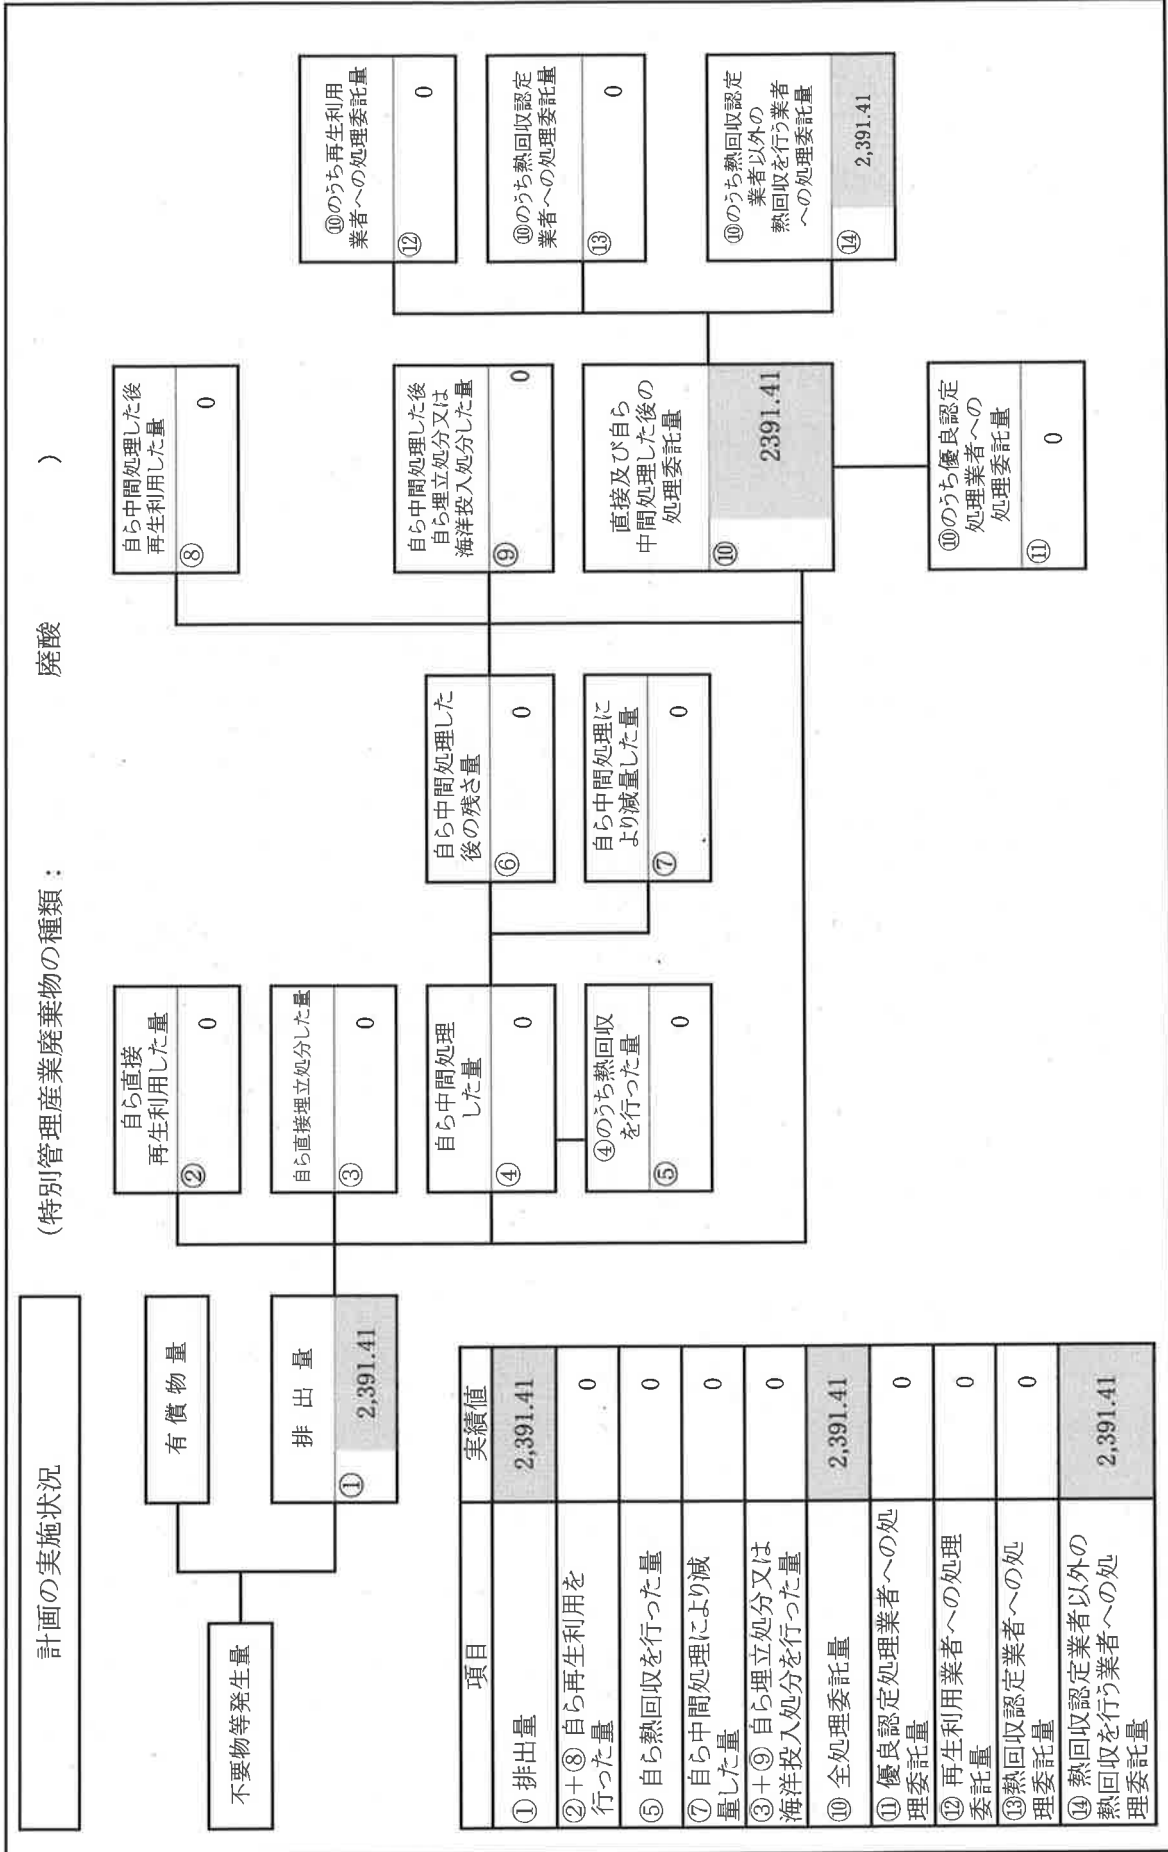 計画の実施状況
(特別管理産業廃棄物の種類： 廃酸 )
不要物等発生量
有償物量
排出量
① 2,391.41
自ら直接
再生利用した量
② 0
自ら直接埋立処分した量
③ 0
自ら中間処理
した量
④ 0
④のうち熱回収
を行った量
⑤ 0
自ら中間処理した
後の残さ量
⑥ 0
自ら中間処理に
より減量した量
⑦ 0
自ら中間処理した後
再生利用した量
⑧ 0
自ら中間処理した後
自ら埋立処分又は
海洋投入処分した量
⑨ 0
直接及び自ら
中間処理した後の
処理委託量
⑩ 2391.41
⑩のうち優良認定
処理業者への
処理委託量
⑪ 0
⑩のうち再生利用
業者への処理委託量
⑫ 0
⑩のうち熱回収認定
業者への処理委託量
⑬ 0
⑩のうち熱回収認定
業者以外の
熱回収を行う業者
への処理委託量
⑭ 2,391.41
項目 実績値
① 排出量 2,391.41
②+⑧ 自ら再生利用を
行った量 0
⑤ 自ら熱回収を行った量 0
⑦ 自ら中間処理により減
量した量 0
③+⑨ 自ら埋立処分又は
海洋投入処分を行った量 0
⑩ 全処理委託量 2,391.41
⑪ 優良認定処理業者への処
理委託量 0
⑫ 再生利用業者への処理
委託量 0
⑬熱回収認定業者への処
理委託量 0
⑭ 熱回収認定業者以外の
熱回収を行う業者への処
理委託量 2,391.41